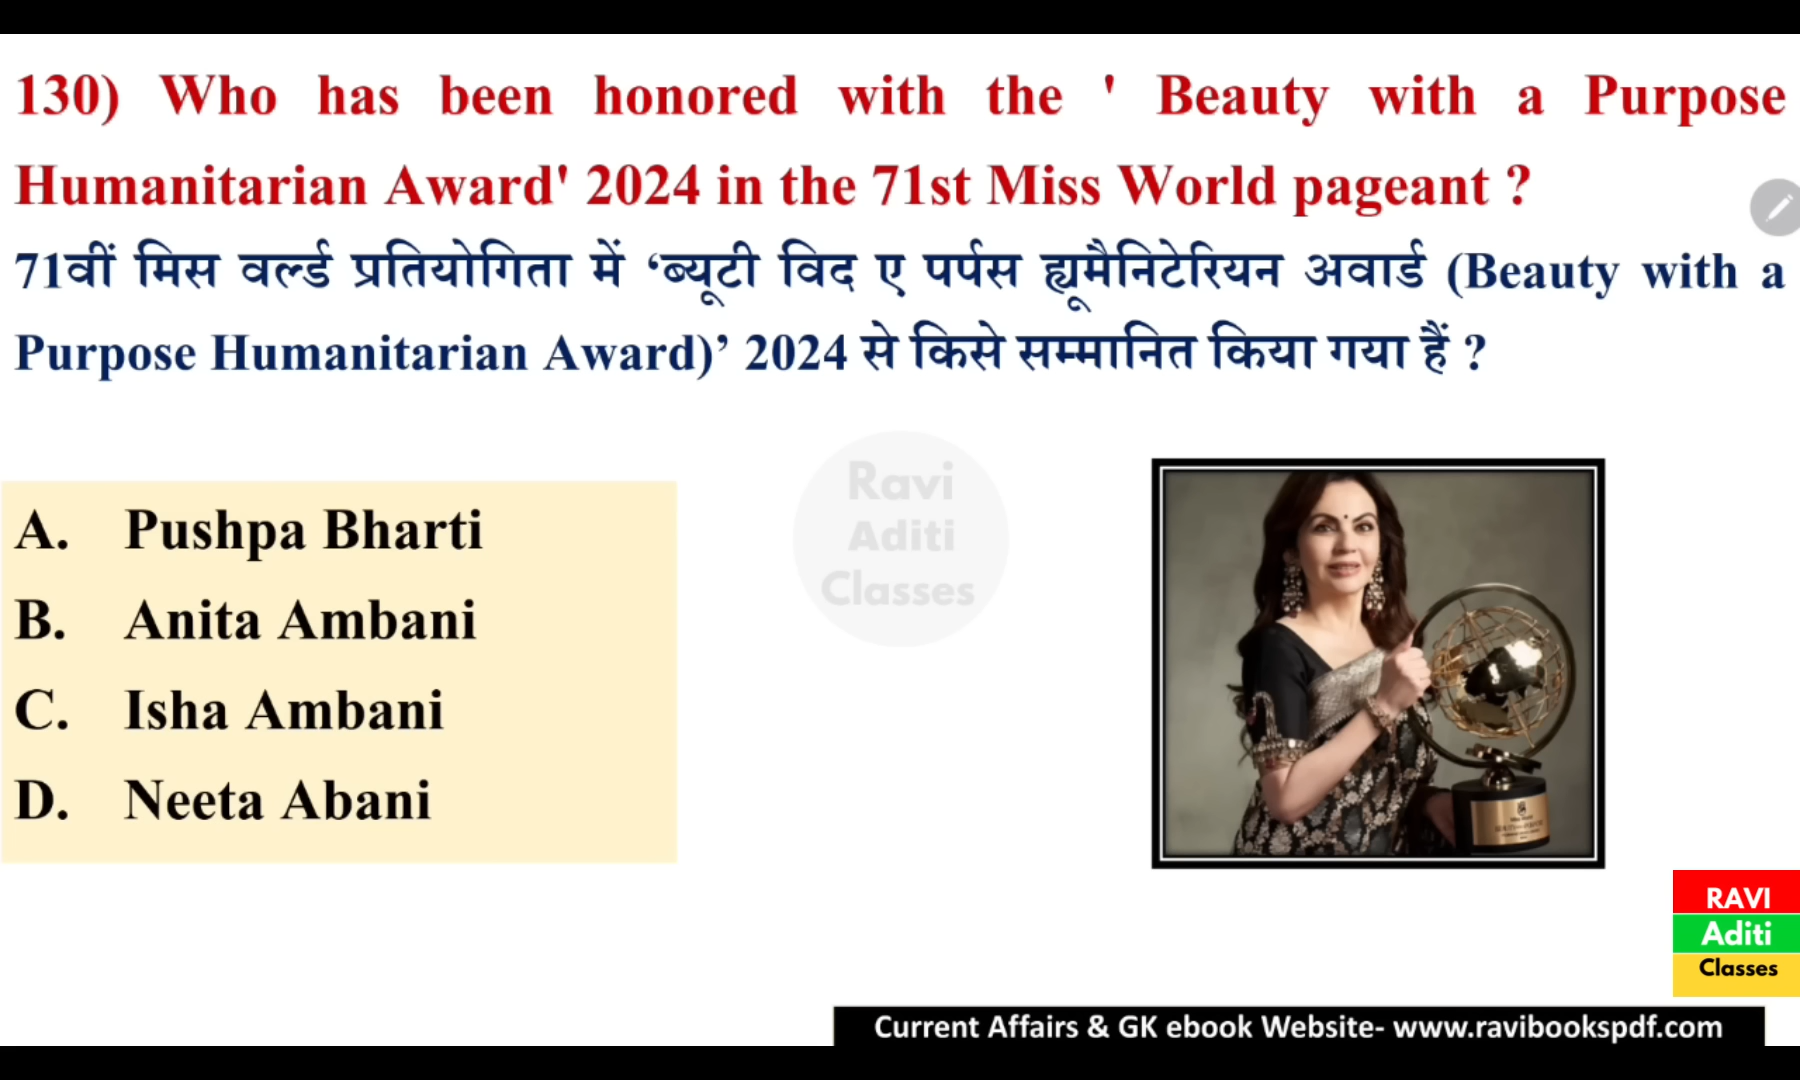 130) Who has been honored with the ' Beauty with a Purpose
Humanitarian Award' 2024 in the 71st Miss World pageant ?
71वीं मिस वर्ल्ड प्रतियोगिता में ‘ब्यूटी विद ए पर्पस ह्यूमैनिटेरियन अवार्ड (Beauty with a
Purpose Humanitarian Award)’ 2024 से किसे सम्मानित किया गया हैं ?
Ravi
Aditi
Classes
A. Pushpa Bharti
B. Anita Ambani
C. Isha Ambani
D. Neeta Abani
RAVI
Aditi
Classes
Current Affairs & GK ebook Website- www.ravibookspdf.com